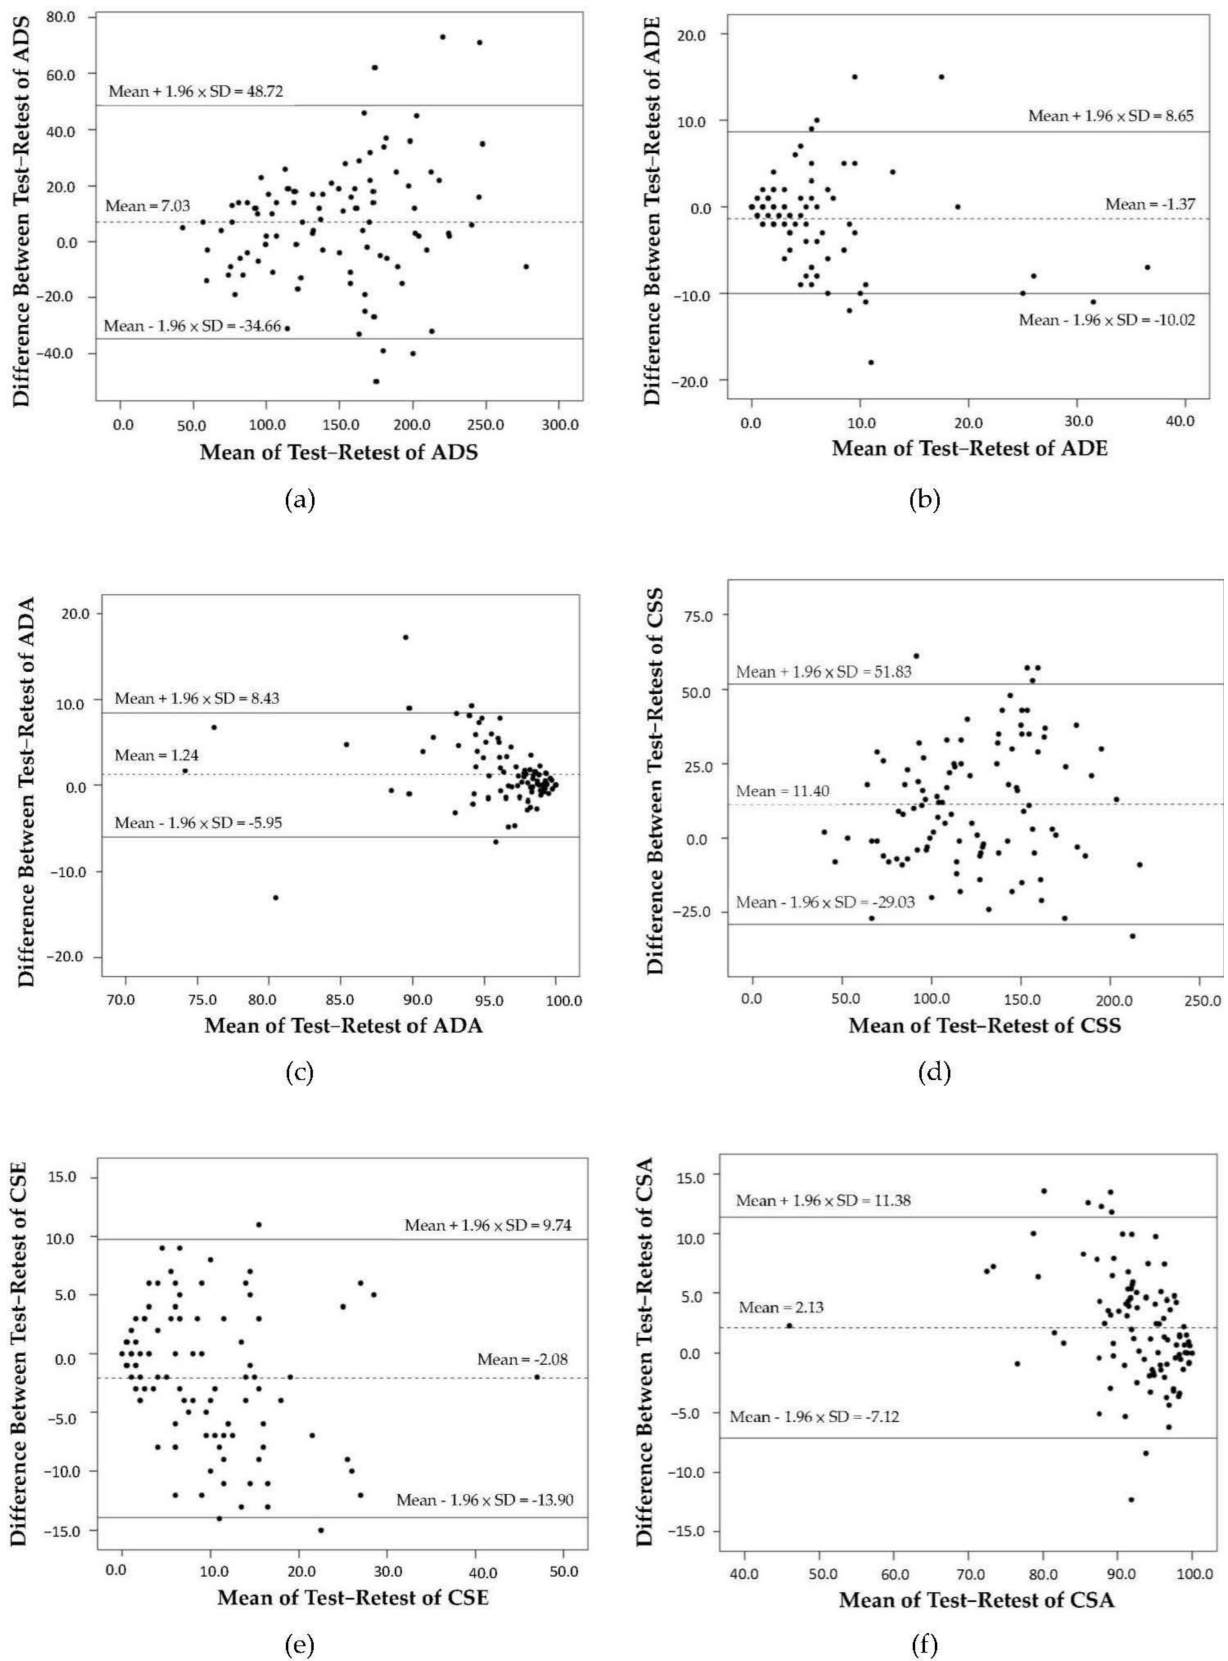 Difference Between Test–Retest of ADS
80.0
60.0
Mean + 1.96 x SD = 48.72
40.0
20.0
Mean = 7.03
0.0
−20.0
Mean - 1.96 x SD = -34.66
−40.0
0.0 50.0 100.0 150.0 200.0 250.0 300.0
Mean of Test–Retest of ADS
(a)
Difference Between Test–Retest of ADE
20.0
10.0
Mean + 1.96 x SD = 8.65
0.0
Mean = -1.37
−10.0
Mean - 1.96 x SD = -10.02
−20.0
0.0 10.0 20.0 30.0 40.0
Mean of Test–Retest of ADE
(b)
Difference Between Test–Retest of ADA
20.0
10.0
Mean + 1.96 x SD = 8.43
Mean = 1.24
0.0
Mean - 1.96 x SD = -5.95
−10.0
−20.0
70.0 75.0 80.0 85.0 90.0 95.0 100.0
Mean of Test–Retest of ADA
(c)
Difference Between Test–Retest of CSS
75.0
Mean + 1.96 x SD = 51.83
50.0
25.0
Mean = 11.40
0.0
Mean - 1.96 x SD = -29.03
−25.0
0.0 50.0 100.0 150.0 200.0 250.0
Mean of Test–Retest of CSS
(d)
Difference Between Test–Retest of CSE
15.0
Mean + 1.96 x SD = 9.74
10.0
5.0
0.0
Mean = -2.08
−5.0
−10.0
Mean - 1.96 x SD = -13.90
−15.0
0.0 10.0 20.0 30.0 40.0 50.0
Mean of Test–Retest of CSE
(e)
Difference Between Test–Retest of CSA
15.0
Mean + 1.96 x SD = 11.38
10.0
5.0
Mean = 2.13
0.0
−5.0
Mean - 1.96 x SD = -7.12
−10.0
−15.0
40.0 50.0 60.0 70.0 80.0 90.0 100.0
Mean of Test–Retest of CSA
(f)